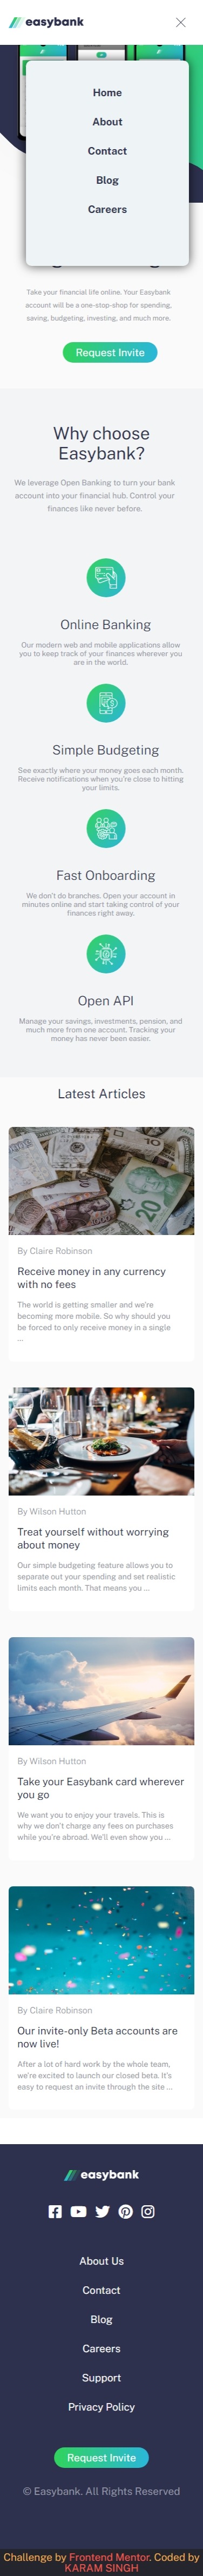 easybank
Home
About
Contact
Blog
Careers
Take your financial life online. Your Easybank
account will be a one-stop-shop for spending,
saving, budgeting, investing, and much more.
Request Invite
Why choose
Easybank?
We leverage Open Banking to turn your bank
account into your financial hub. Control your
finances like never before.
Online Banking
Our modern web and mobile applications allow
you to keep track of your finances wherever you
are in the world.
Simple Budgeting
See exactly where your money goes each month.
Receive notifications when you're close to hitting
your limits.
Fast Onboarding
We don't do branches. Open your account in
minutes online and start taking control of your
finances right away.
Open API
Manage your savings, investments, pension, and
much more from one account. Tracking your
money has never been easier.
Latest Articles
By Claire Robinson
Receive money in any currency
with no fees
The world is getting smaller and we're
becoming more mobile. So why should you
be forced to only receive money in a single
...
By Wilson Hutton
Treat yourself without worrying
about money
Our simple budgeting feature allows you to
separate out your spending and set realistic
limits each month. That means you ...
By Wilson Hutton
Take your Easybank card wherever
you go
We want you to enjoy your travels. This is
why we don't charge any fees on purchases
while you're abroad. We'll even show you ...
By Claire Robinson
Our invite-only Beta accounts are
now live!
After a lot of hard work by the whole team,
we're excited to launch our closed beta. It's
easy to request an invite through the site ...
easybank
About Us
Contact
Blog
Careers
Support
Privacy Policy
Request Invite
© Easybank. All Rights Reserved
Challenge by Frontend Mentor. Coded by
KARAM SINGH